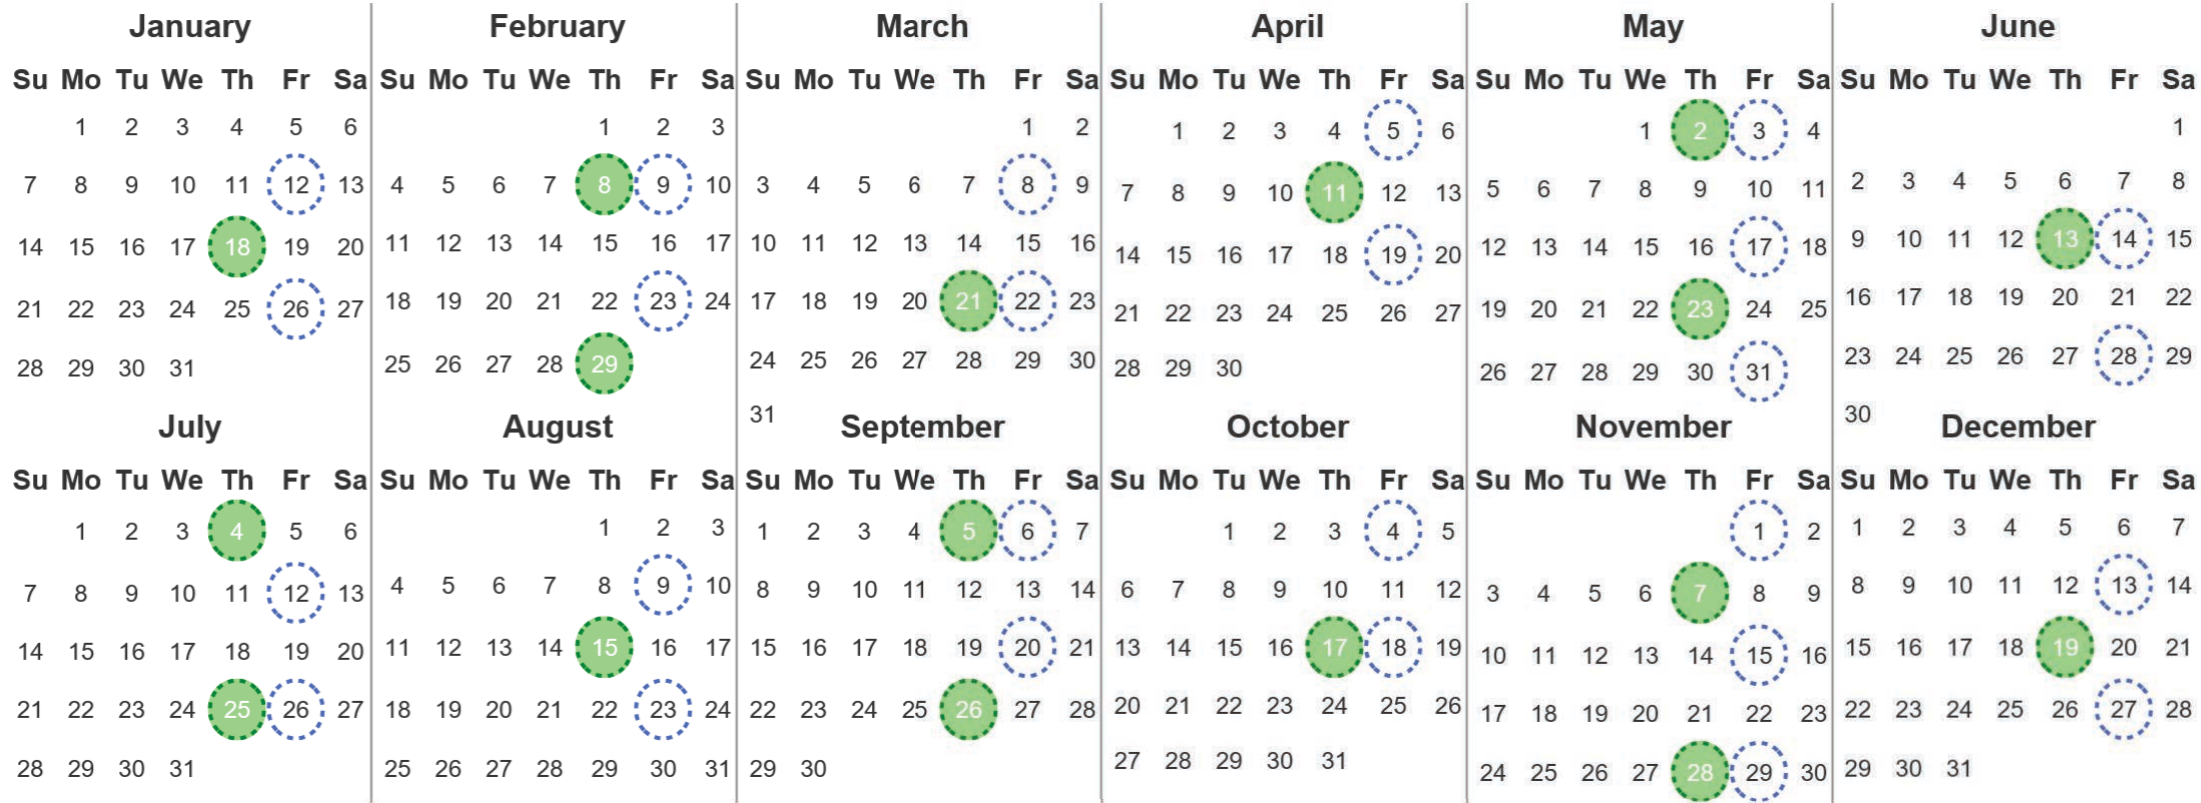 January
Su Mo Tu We Th Fr Sa
1 2 3 4 5 6
7 8 9 10 11 12 13
14 15 16 17 18 19 20
21 22 23 24 25 26 27
28 29 30 31
February
Su Mo Tu We Th Fr Sa
1 2 3
4 5 6 7 8 9 10
11 12 13 14 15 16 17
18 19 20 21 22 23 24
25 26 27 28 29
March
Su Mo Tu We Th Fr Sa
1 2
3 4 5 6 7 8 9
10 11 12 13 14 15 16
17 18 19 20 21 22 23
24 25 26 27 28 29 30
31
April
Su Mo Tu We Th Fr Sa
1 2 3 4 5 6
7 8 9 10 11 12 13
14 15 16 17 18 19 20
21 22 23 24 25 26 27
28 29 30
May
Su Mo Tu We Th Fr Sa
1 2 3 4
5 6 7 8 9 10 11
12 13 14 15 16 17 18
19 20 21 22 23 24 25
26 27 28 29 30 31
June
Su Mo Tu We Th Fr Sa
1
2 3 4 5 6 7 8
9 10 11 12 13 14 15
16 17 18 19 20 21 22
23 24 25 26 27 28 29
30
July
Su Mo Tu We Th Fr Sa
1 2 3 4 5 6
7 8 9 10 11 12 13
14 15 16 17 18 19 20
21 22 23 24 25 26 27
28 29 30 31
August
Su Mo Tu We Th Fr Sa
1 2 3
4 5 6 7 8 9 10
11 12 13 14 15 16 17
18 19 20 21 22 23 24
25 26 27 28 29 30 31
September
Su Mo Tu We Th Fr Sa
1 2 3 4 5 6 7
8 9 10 11 12 13 14
15 16 17 18 19 20 21
22 23 24 25 26 27 28
29 30
October
Su Mo Tu We Th Fr Sa
1 2 3 4 5
6 7 8 9 10 11 12
13 14 15 16 17 18 19
20 21 22 23 24 25 26
27 28 29 30 31
November
Su Mo Tu We Th Fr Sa
1 2
3 4 5 6 7 8 9
10 11 12 13 14 15 16
17 18 19 20 21 22 23
24 25 26 27 28 29 30
December
Su Mo Tu We Th Fr Sa
1 2 3 4 5 6 7
8 9 10 11 12 13 14
15 16 17 18 19 20 21
22 23 24 25 26 27 28
29 30 31